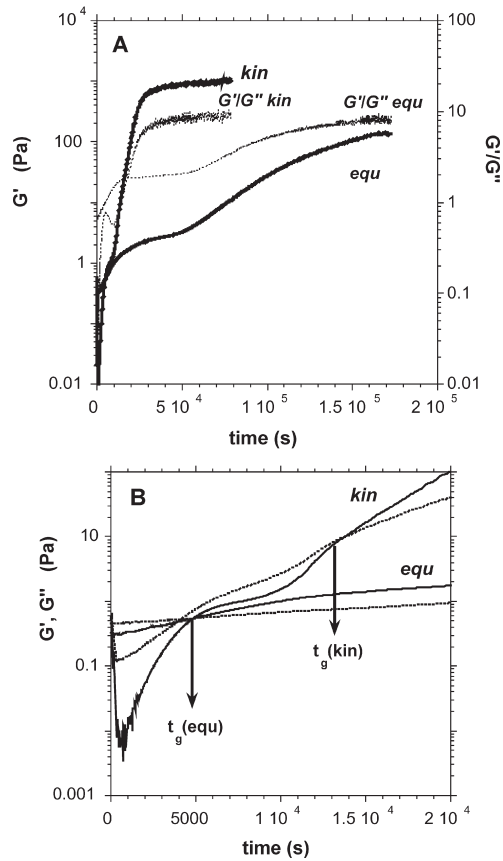 A
kin
G'/G'' kin
G'/G'' equ
equ
G' (Pa)
10⁴
100
1
0.01
G'/G''
100
10
1
0.1
0.01
0
5 10⁴
1 10⁵
1.5 10⁵
2 10⁵
time (s)
B
kin
equ
t_g(kin)
t_g(equ)
G', G'' (Pa)
10
0.1
0.001
0
5000
1 10⁴
1.5 10⁴
2 10⁴
time (s)